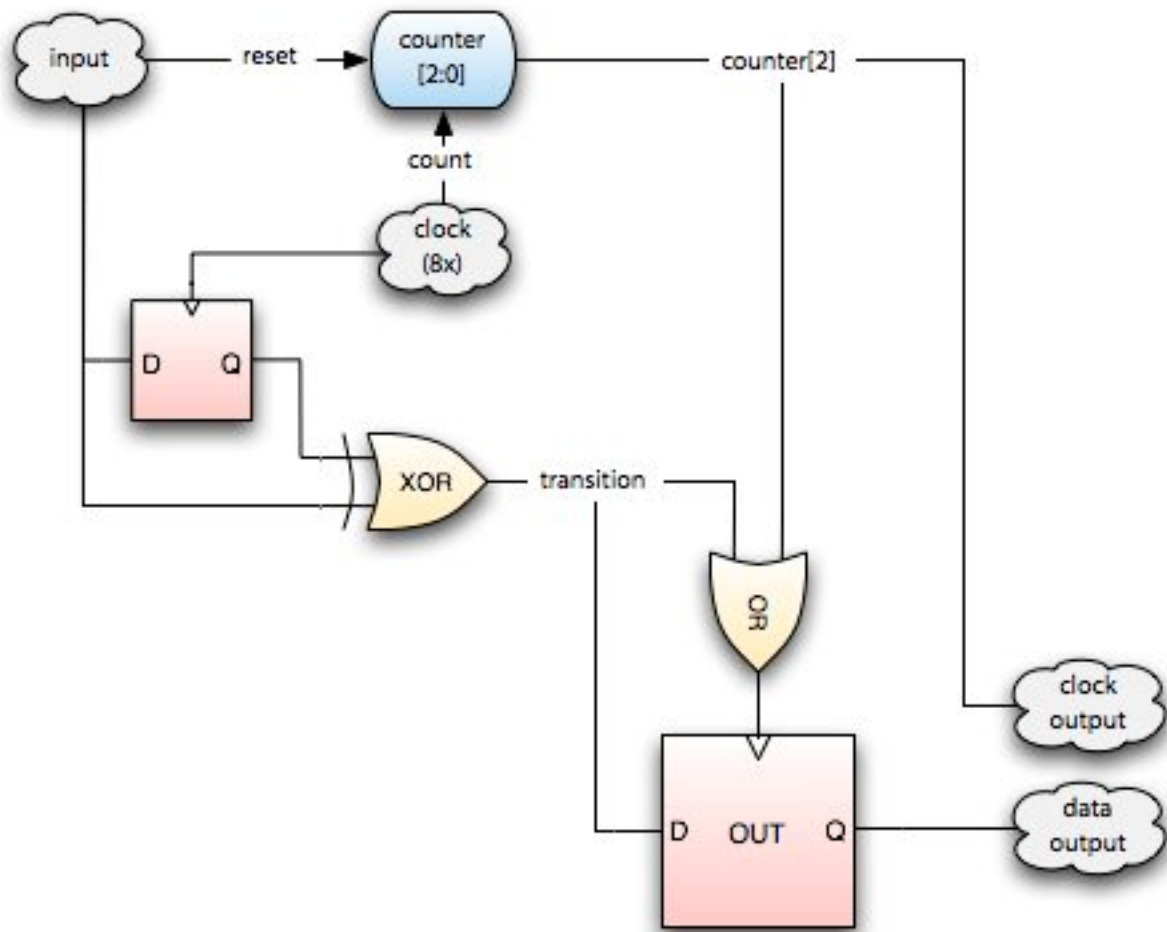 input
reset
counter
[2:0]
counter[2]
count
clock
(8x)
D
Q
XOR
transition
OR
clock
output
D
OUT
Q
data
output